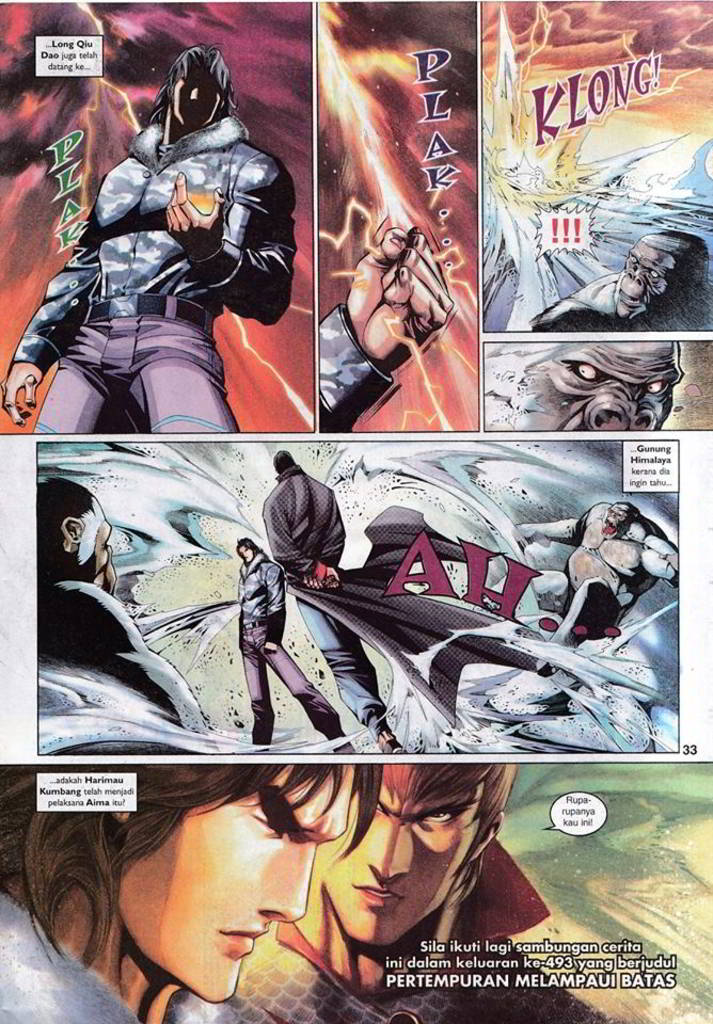 ...Long Qiu
Dao juga telah
datang ke...
PLAK...
PLAK...
KLONG!
!!!
...Gunung
Himalaya
kerana dia
ingin tahu...
AH...
33
...adakah Harimau
Kumbang telah menjadi
pelaksana Aima itu?
Rupa-
rupanya
kau ini!
Sila ikuti lagi sambungan cerita
ini dalam keluaran ke-493 yang berjudul
PERTEMPURAN MELAMPAUI BATAS